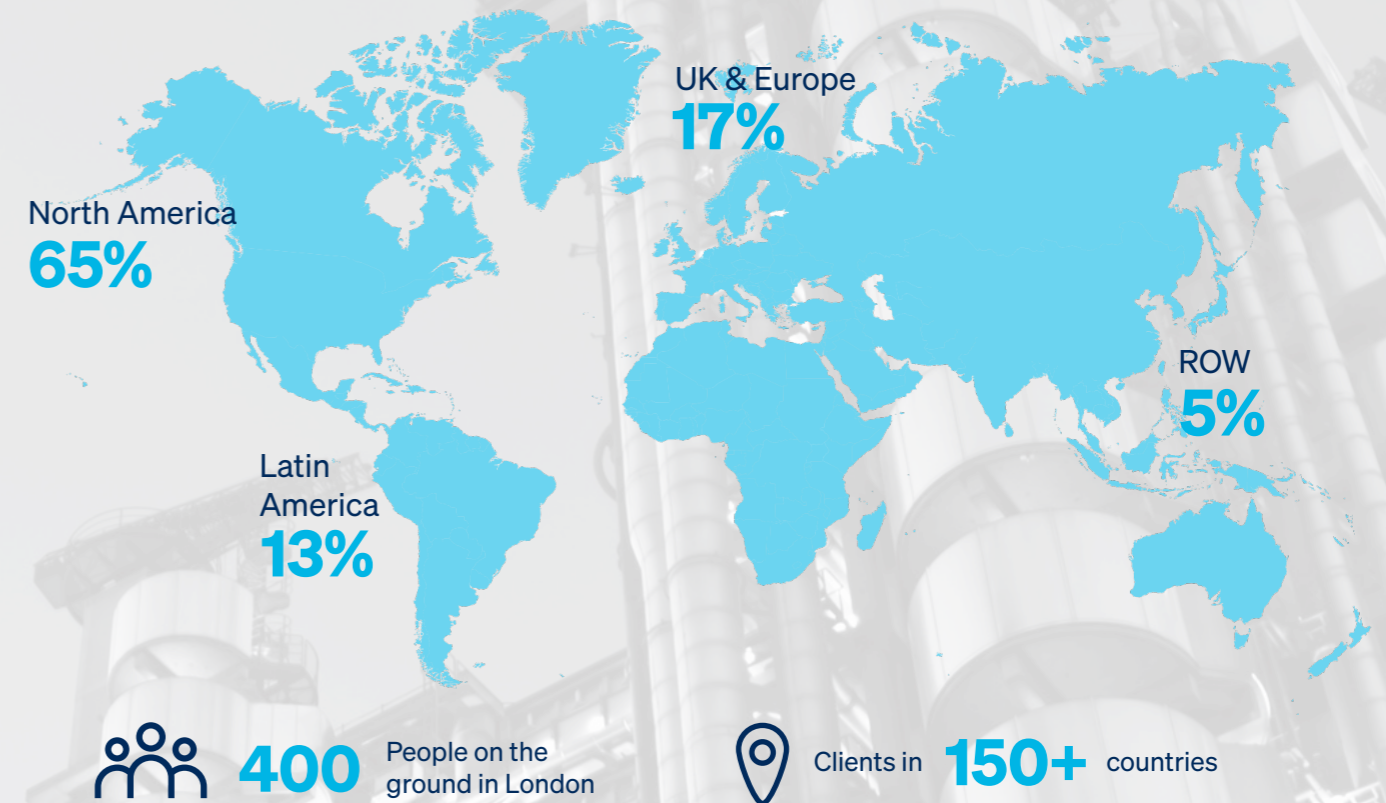 UK & Europe
17%
North America
65%
ROW
5%
Latin
America
13%
400
People on the
ground in London
Clients in 150+ countries